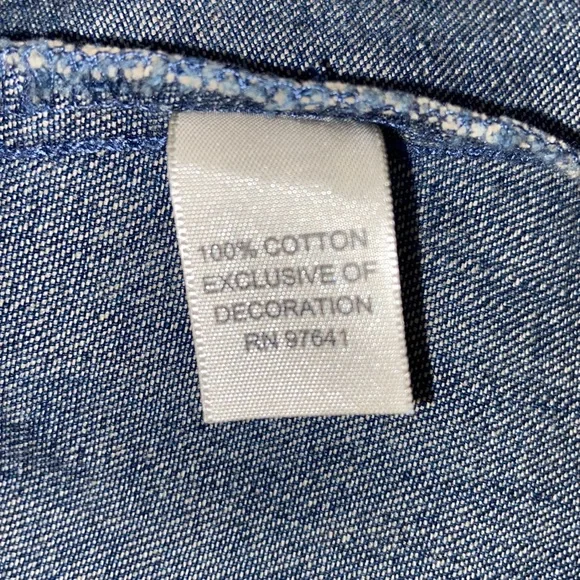 100% COTTON
EXCLUSIVE OF
DECORATION
RN 97641